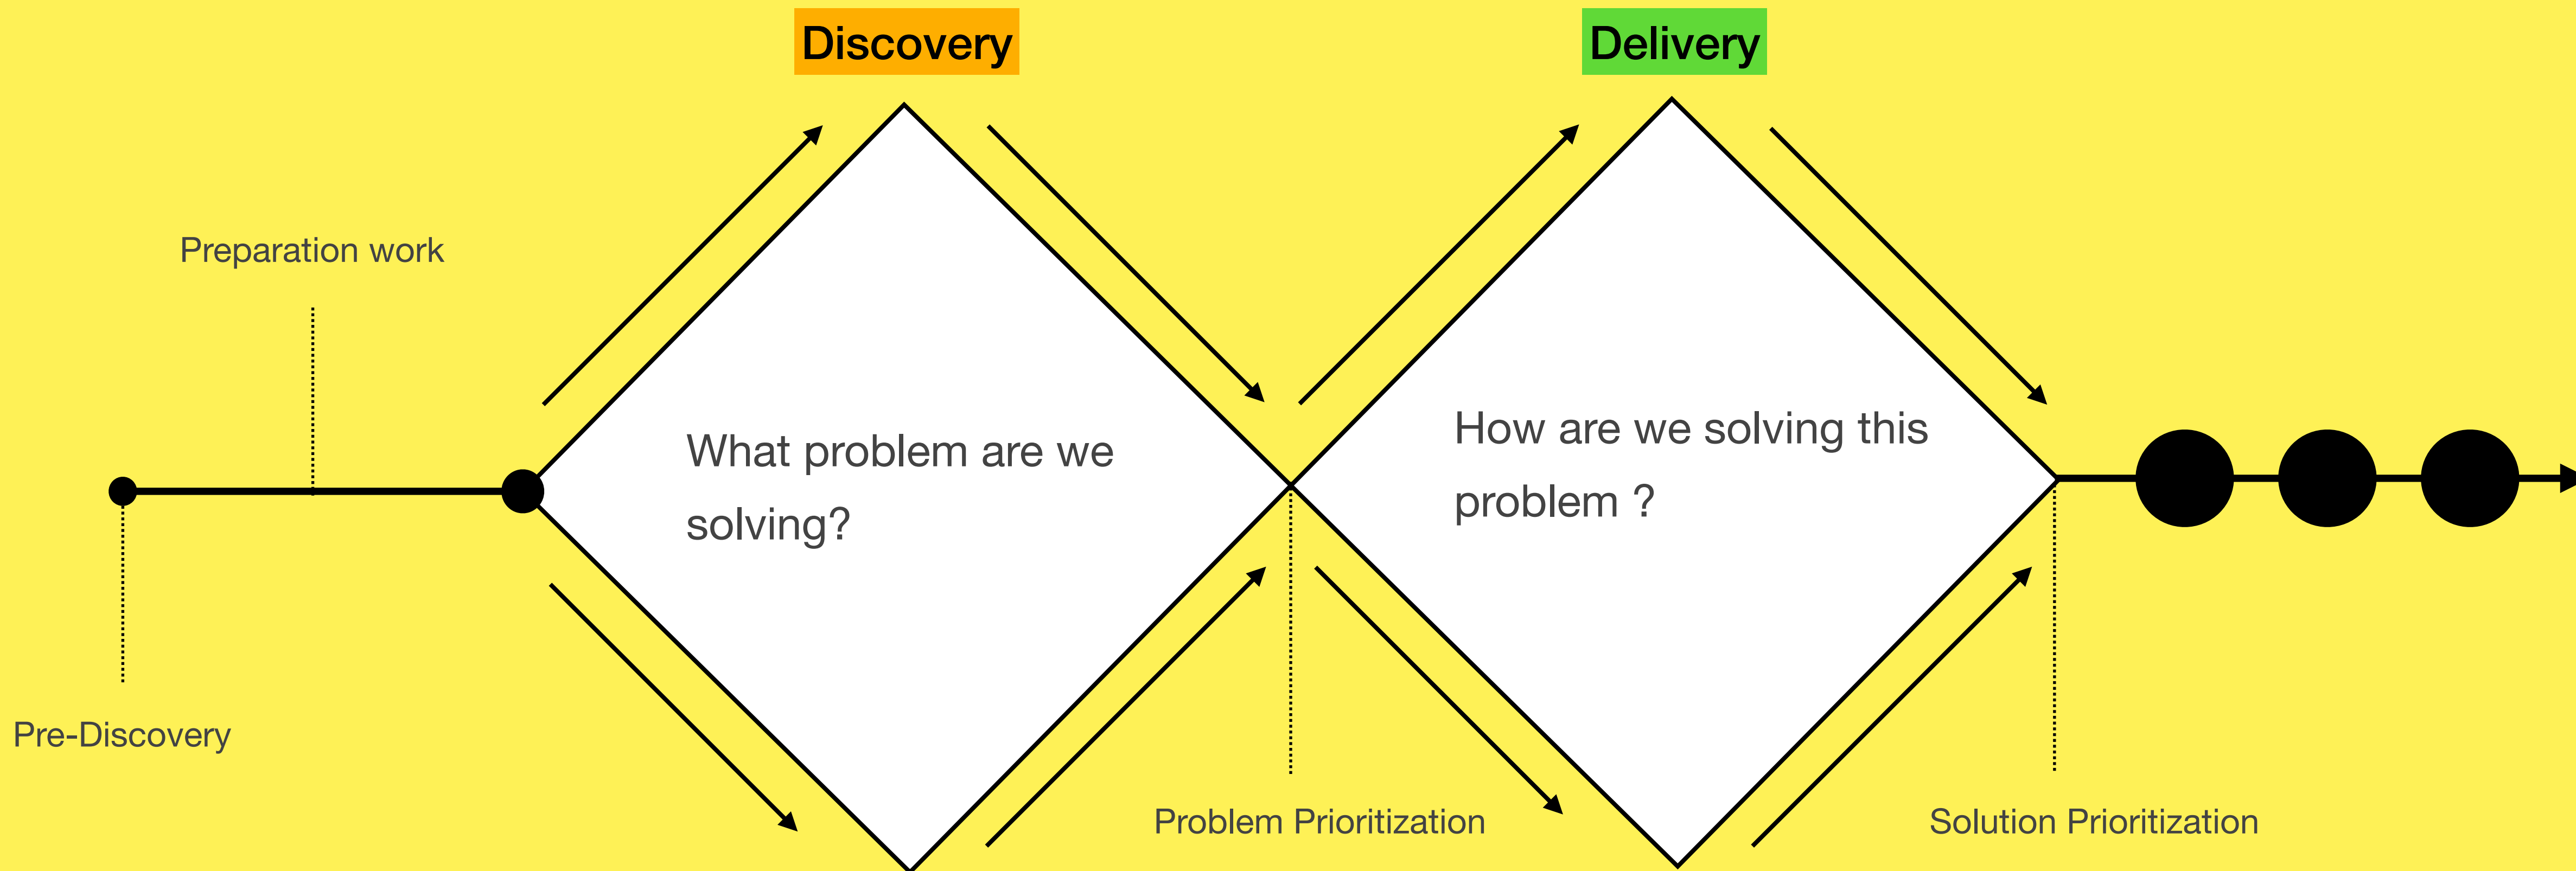 Discovery
Delivery
Preparation work
What problem are we
solving?
How are we solving this
problem ?
Pre-Discovery
Problem Prioritization
Solution Prioritization